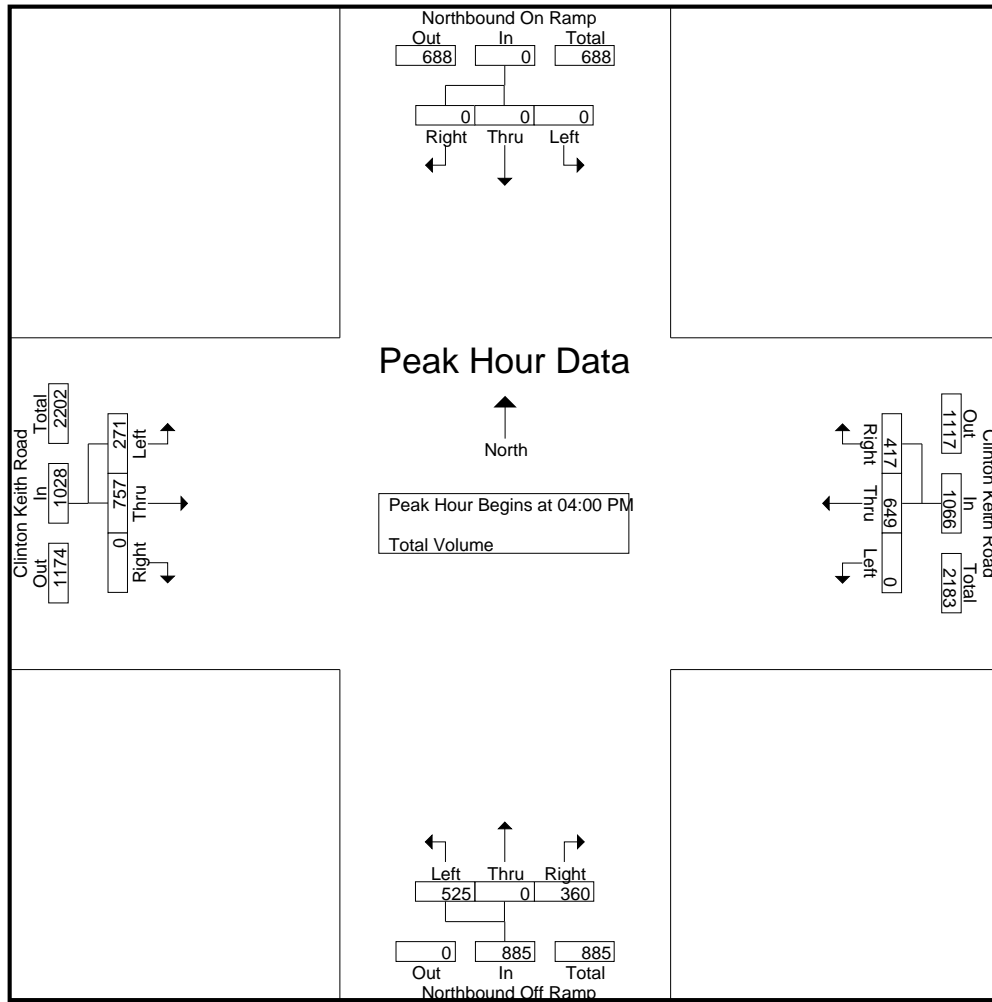 Northbound On Ramp
Out In Total
688 0 688
0 0 0
Right Thru Left
Peak Hour Data
North
Peak Hour Begins at 04:00 PM
Total Volume
Clinton Keith Road
Out In Total
1174 1028 2202
Left Thru Right
271 757 0
Clinton Keith Road
Out In Total
1117 1066 2183
Right Thru Left
417 649 0
Left Thru Right
525 0 360
0 885 885
Out In Total
Northbound Off Ramp